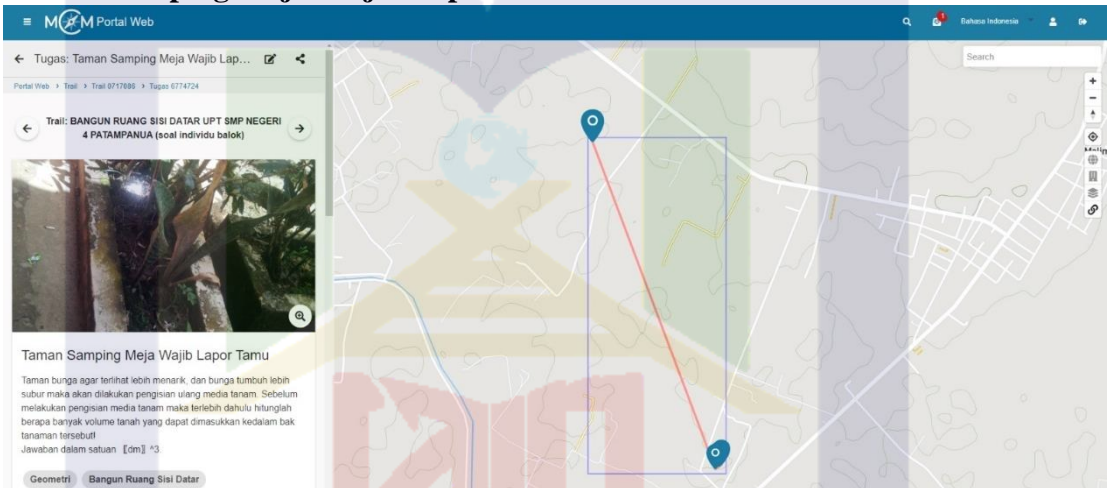 M M Portal Web
1
Bahasa Indonesia
← Tugas: Taman Samping Meja Wajib Lap...
Portal Web > Trail > Trail 0717686 > Tugas 6774724
Trail: BANGUN RUANG SISI DATAR UPT SMP NEGERI
4 PATAMPANUA (soal individu balok)
Taman Samping Meja Wajib Lapor Tamu
Taman bunga agar terlihat lebih menarik, dan bunga tumbuh lebih
subur maka akan dilakukan pengisian ulang media tanam. Sebelum
melakukan pengisian media tanam maka terlebih dahulu hitunglah
berapa banyak volume tanah yang dapat dimasukkan kedalam bak
tanaman tersebut!
Jawaban dalam satuan 〖dm〗 ^3.
Geometri
Bangun Ruang Sisi Datar
Search